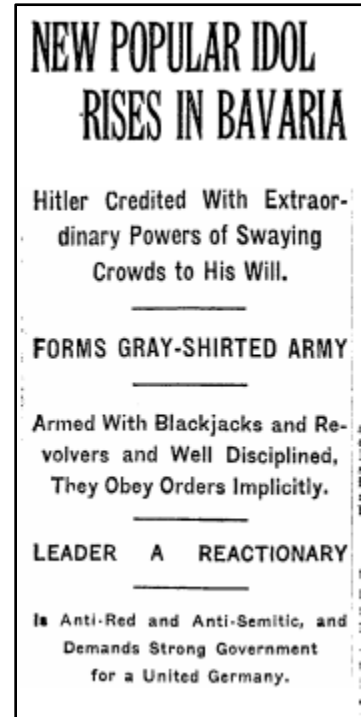 NEW POPULAR IDOL
RISES IN BAVARIA
Hitler Credited With Extraor-
dinary Powers of Swaying
Crowds to His Will.
FORMS GRAY-SHIRTED ARMY
Armed With Blackjacks and Re-
volvers and Well Disciplined,
They Obey Orders Implicitly.
LEADER A REACTIONARY
Is Anti-Red and Anti-Semitic, and
Demands Strong Government
for a United Germany.